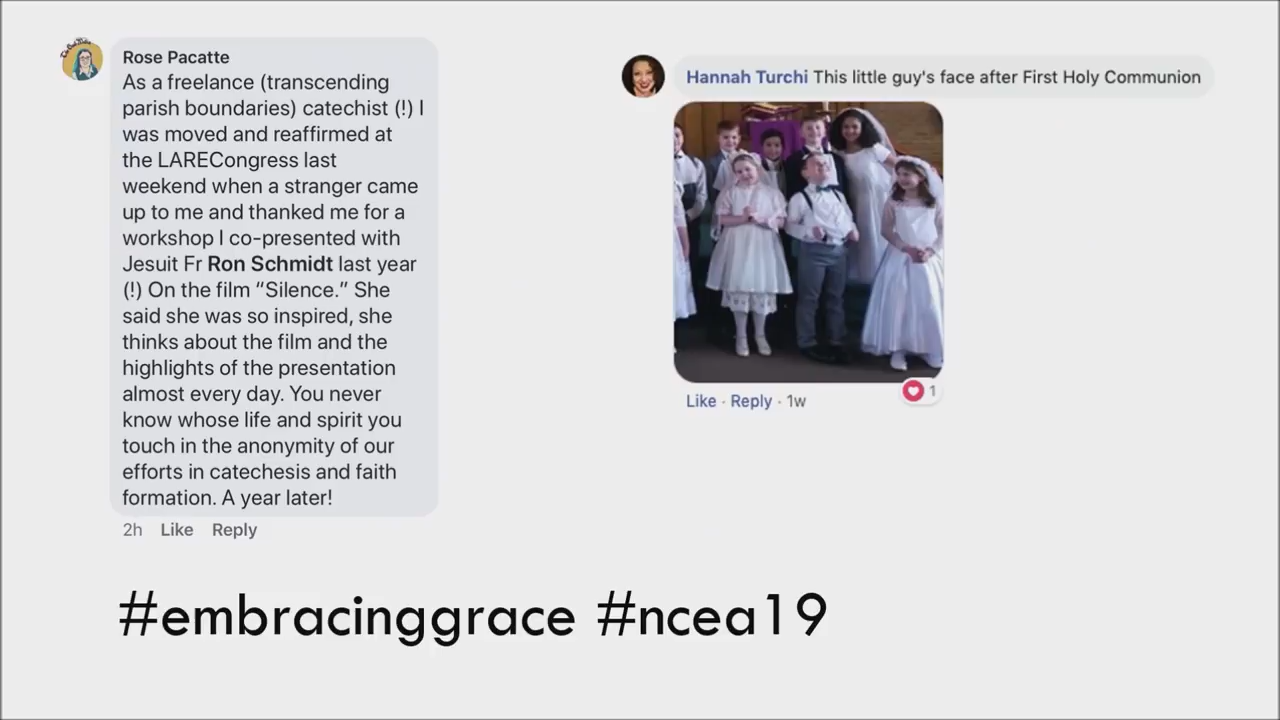 Rose Pacatte
As a freelance (transcending
parish boundaries) catechist (!) I
was moved and reaffirmed at
the LARECongress last
weekend when a stranger came
up to me and thanked me for a
workshop I co-presented with
Jesuit Fr Ron Schmidt last year
(!) On the film “Silence.” She
said she was so inspired, she
thinks about the film and the
highlights of the presentation
almost every day. You never
know whose life and spirit you
touch in the anonymity of our
efforts in catechesis and faith
formation. A year later!
2h Like Reply
Hannah Turchi This little guy's face after First Holy Communion
Like · Reply · 1w
1
#embracinggrace #ncea19